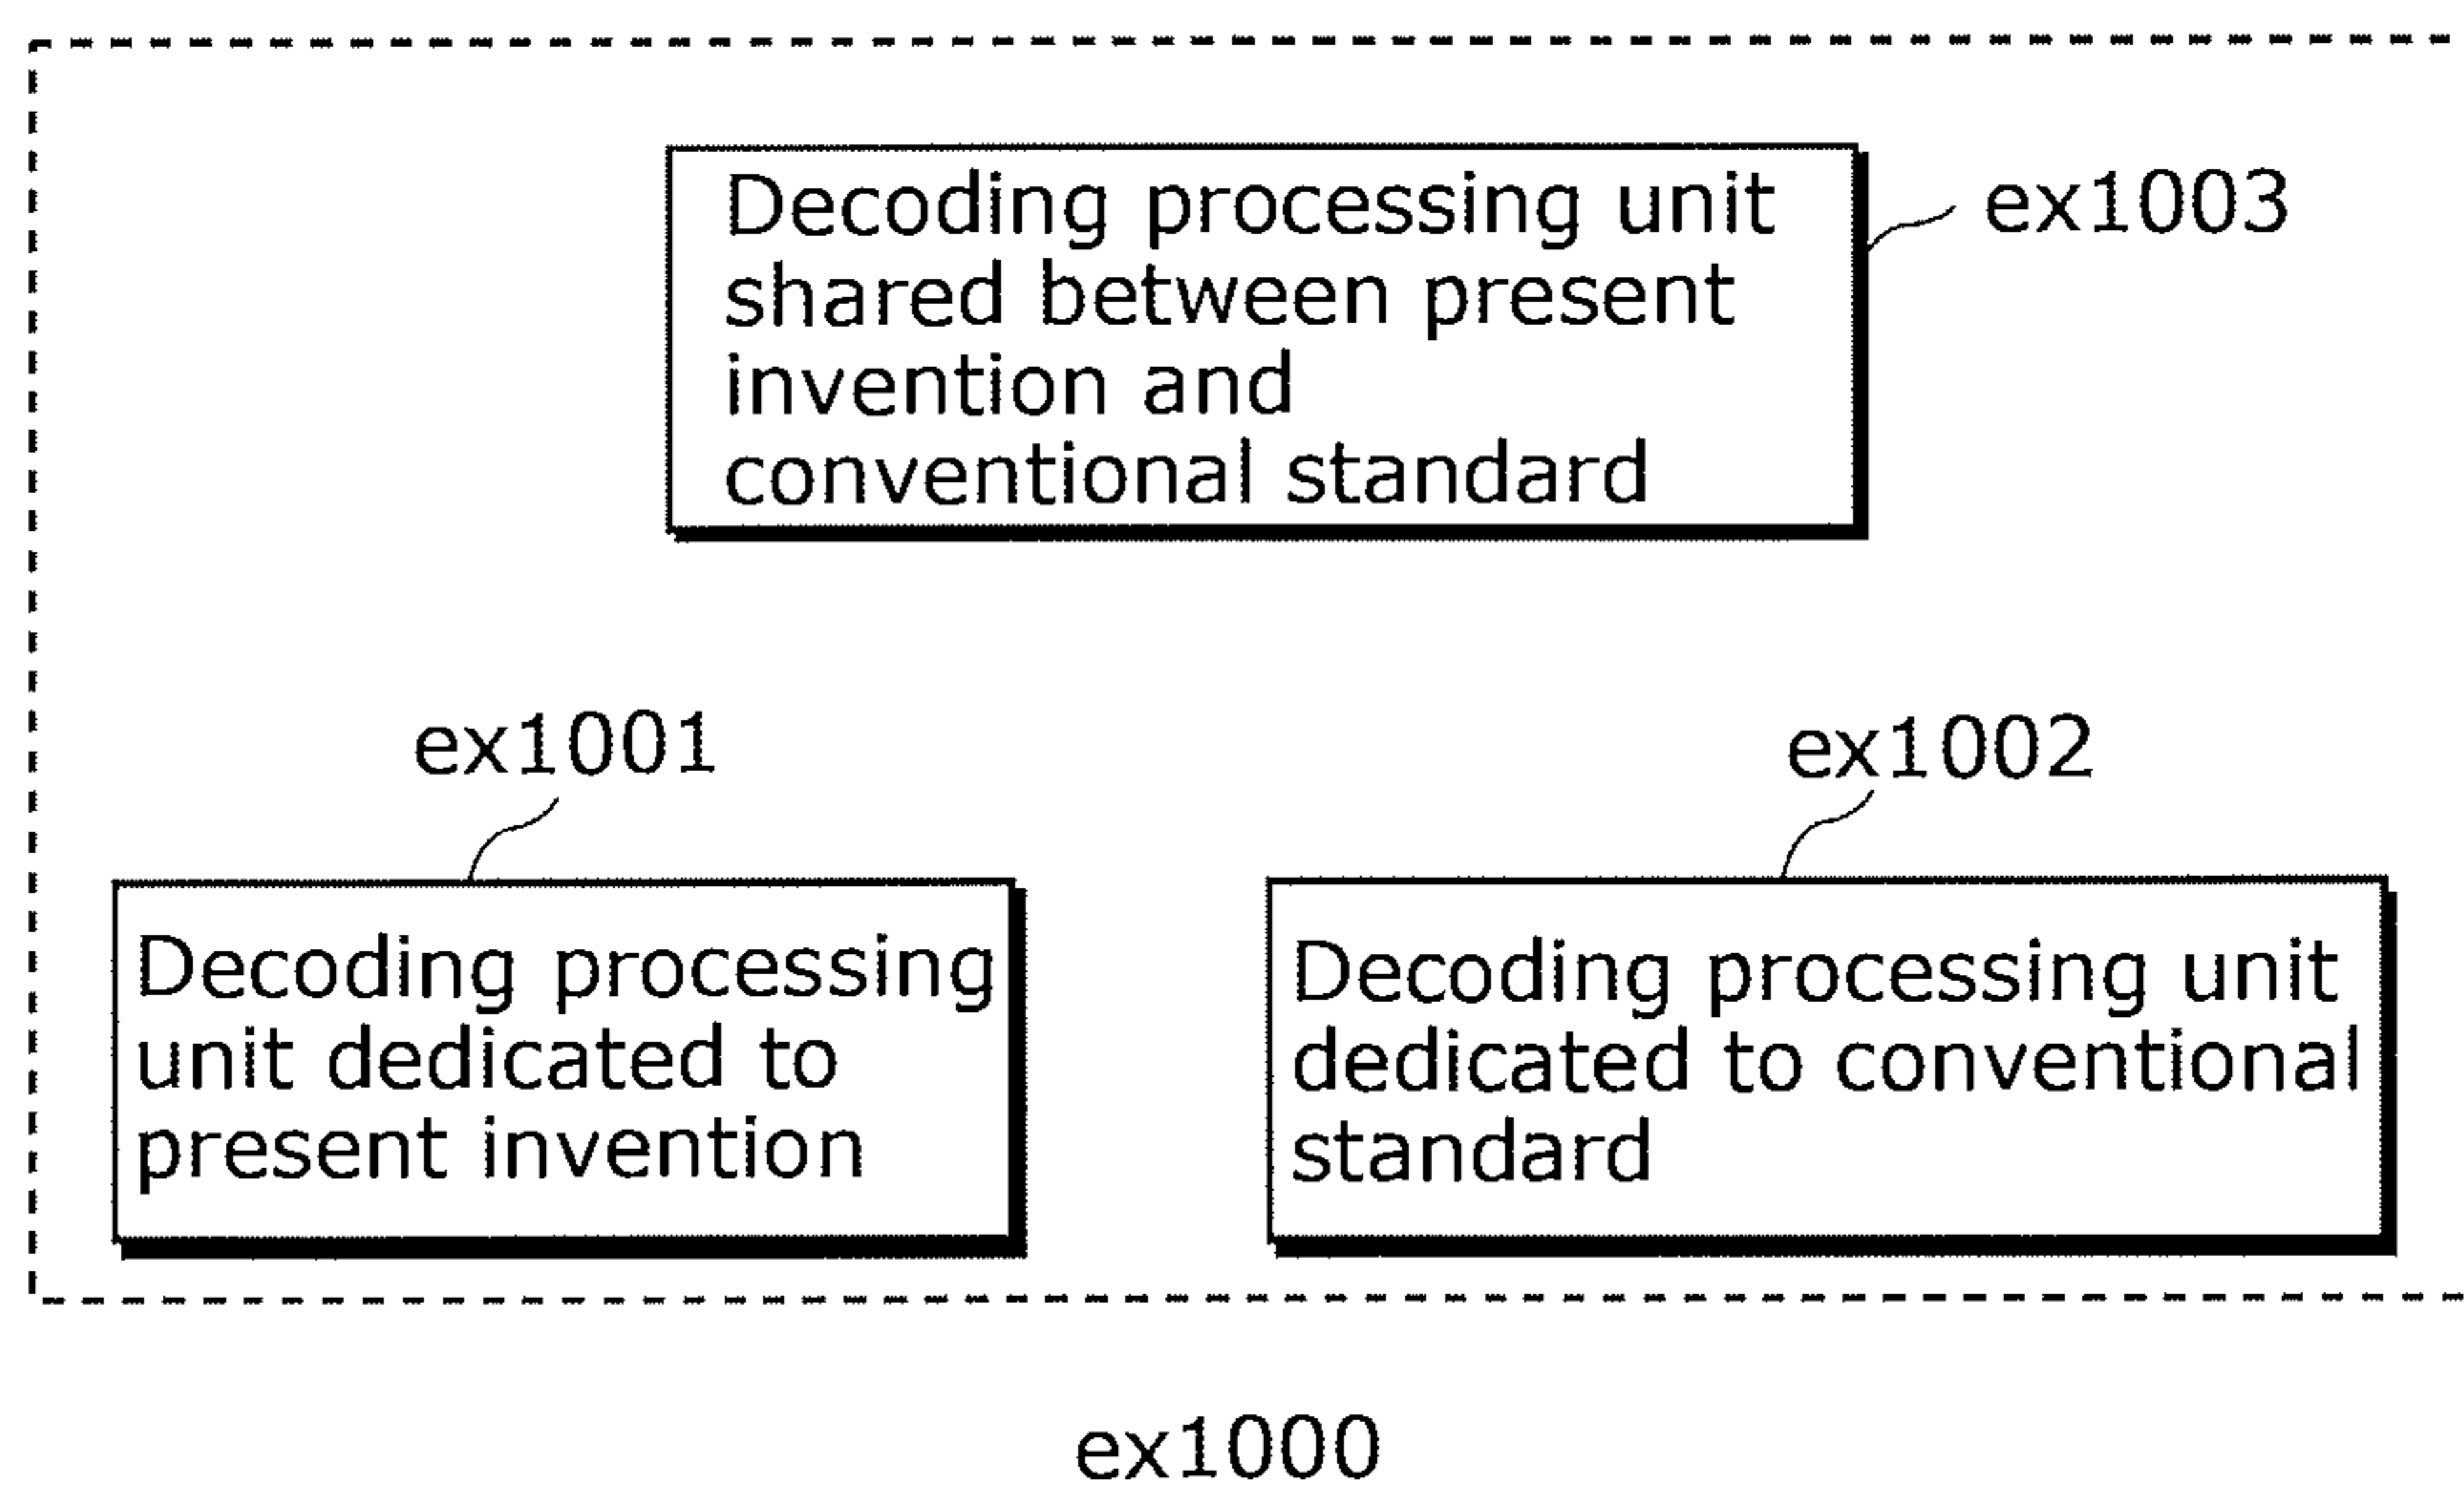 Decoding processing unit
shared between present
invention and
conventional standard
ex1003
ex1001
ex1002
Decoding processing
unit dedicated to
present invention
Decoding processing unit
dedicated to conventional
standard
ex1000